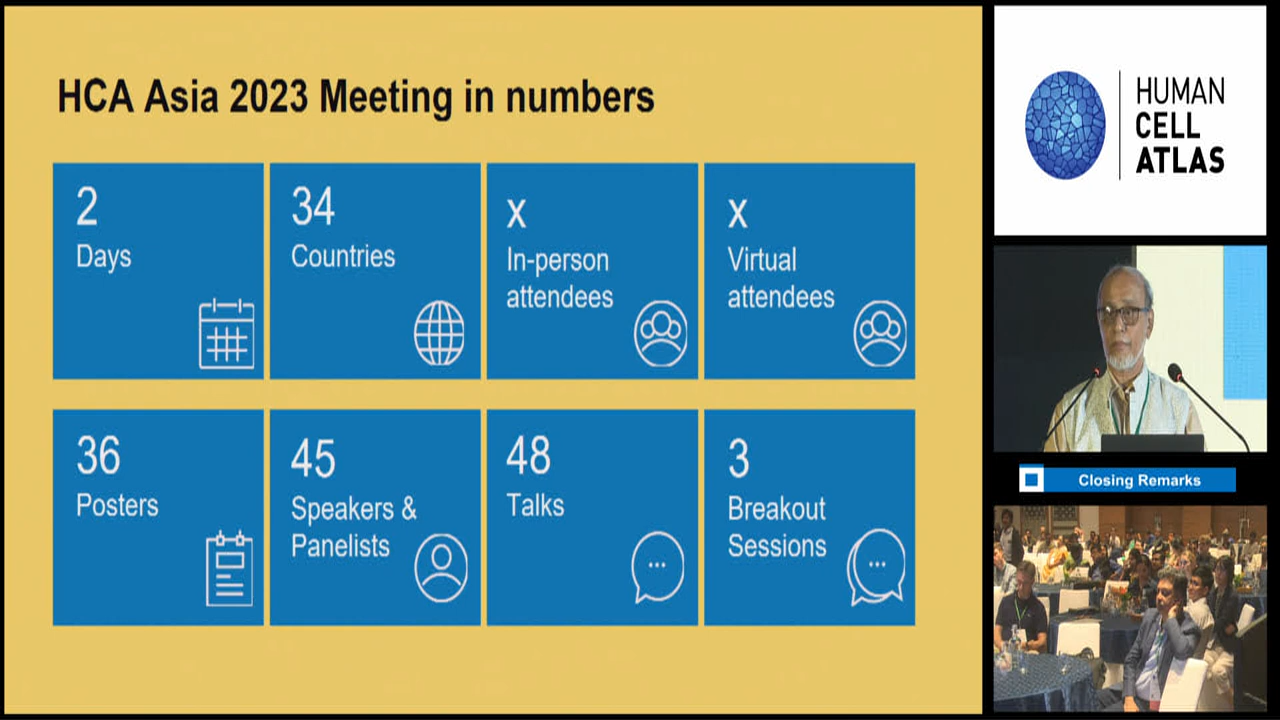 HCA Asia 2023 Meeting in numbers
2
Days
34
Countries
x
In-person
attendees
x
Virtual
attendees
36
Posters
45
Speakers &
Panelists
48
Talks
3
Breakout
Sessions
HUMAN
CELL
ATLAS
Closing Remarks